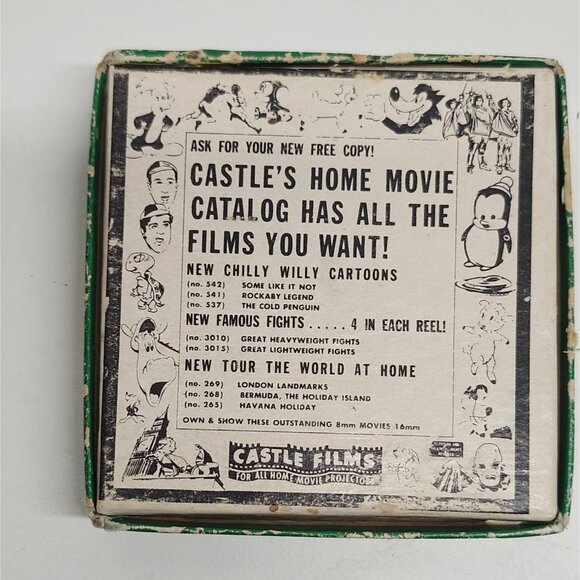 ASK FOR YOUR NEW FREE COPY!
CASTLE'S HOME MOVIE
CATALOG HAS ALL THE
FILMS YOU WANT!
NEW CHILLY WILLY CARTOONS
(no. 542) SOME LIKE IT NOT
(no. 541) ROCKABY LEGEND
(no. 537) THE COLD PENGUIN
NEW FAMOUS FIGHTS ..... 4 IN EACH REEL!
(no. 3010) GREAT HEAVYWEIGHT FIGHTS
(no. 3015) GREAT LIGHTWEIGHT FIGHTS
NEW TOUR THE WORLD AT HOME
(no. 269) LONDON LANDMARKS
(no. 268) BERMUDA, THE HOLIDAY ISLAND
(no. 265) HAVANA HOLIDAY
OWN & SHOW THESE OUTSTANDING 8mm MOVIES 16mm
CASTLE FILMS
FOR ALL HOME MOVIE PROJECTORS